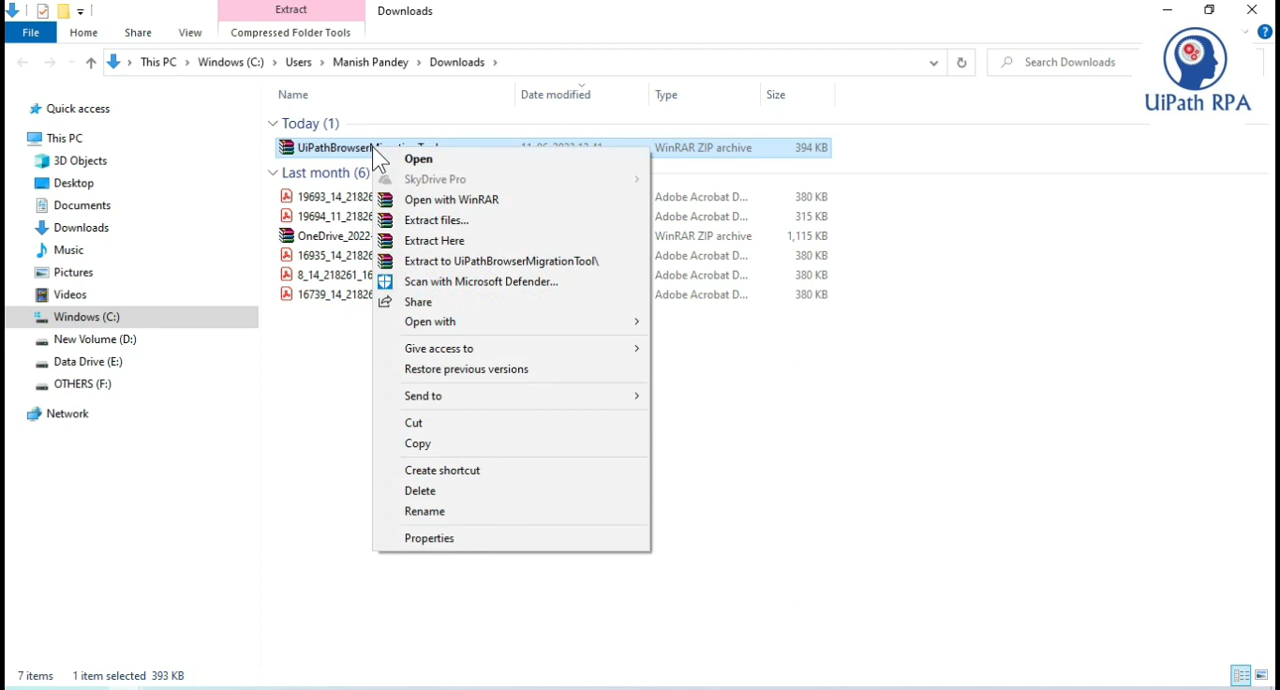 Extract
Downloads
File
Home
Share
View
Compressed Folder Tools
UiPath RPA
This PC
Windows (C:)
Users
Manish Pandey
Downloads
Search Downloads
Name
Date modified
Type
Size
Quick access
This PC
3D Objects
Desktop
Documents
Downloads
Music
Pictures
Videos
Windows (C:)
New Volume (D:)
Data Drive (E:)
OTHERS (F:)
Network
Today (1)
WinRAR ZIP archive 394 KB
Last month (6)
19693_14_21826 Adobe Acrobat D... 380 KB
19694_11_21826 Adobe Acrobat D... 315 KB
OneDrive_2022- WinRAR ZIP archive 1,115 KB
16935_14_21826 Adobe Acrobat D... 380 KB
8_14_218261_16 Adobe Acrobat D... 380 KB
16739_14_21826 Adobe Acrobat D... 380 KB
Open
SkyDrive Pro
Open with WinRAR
Extract files...
Extract Here
Extract to UiPathBrowserMigrationTool\
Scan with Microsoft Defender...
Share
Open with
Give access to
Restore previous versions
Send to
Cut
Copy
Create shortcut
Delete
Rename
Properties
7 items 1 item selected 393 KB